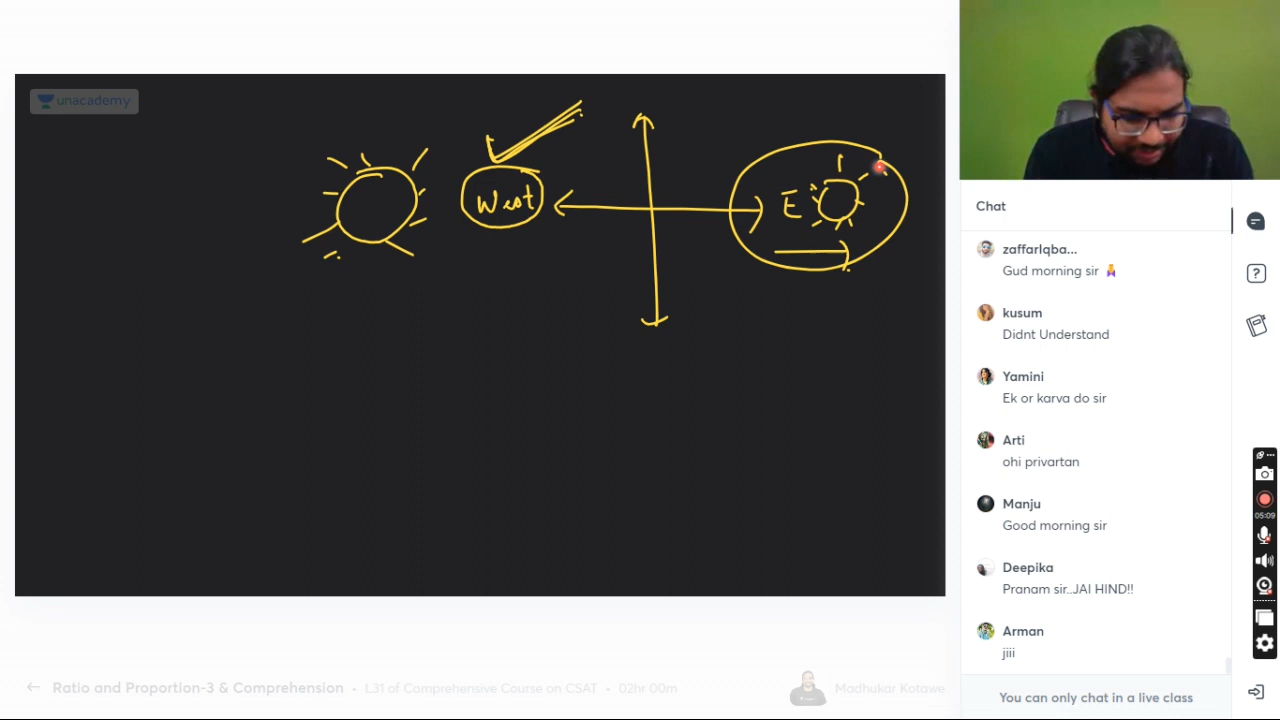 unacademy
West
E
Chat
zaffarIqba...
Gud morning sir
kusum
Didnt Understand
Yamini
Ek or karva do sir
Arti
ohi privartan
Manju
Good morning sir
Deepika
Pranam sir..JAI HIND!!
Arman
jiii
You can only chat in a live class
05:09
Ratio and Proportion-3 & Comprehension • L31 of Comprehensive Course on CSAT • 02hr 00m
Madhukar Kotawe